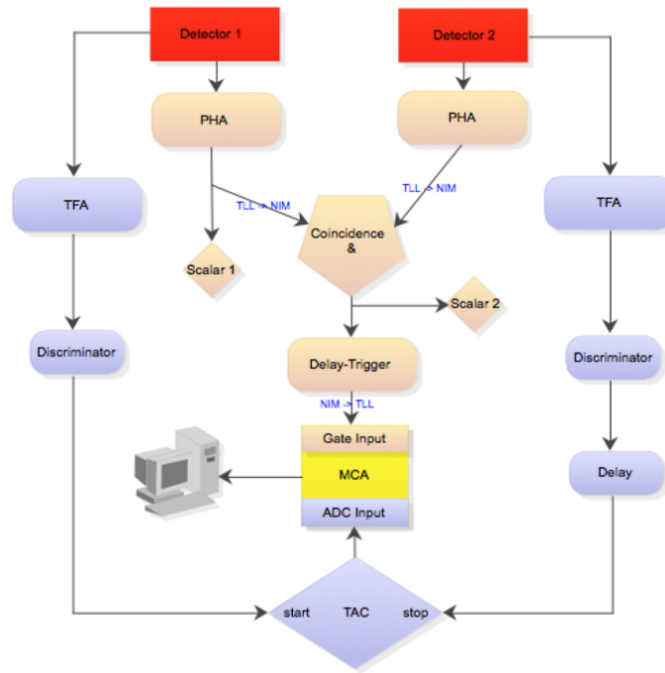 Detector 1
Detector 2
PHA
PHA
TFA
TFA
TLL -> NIM
TLL -> NIM
Coincidence
&
Scalar 1
Scalar 2
Discriminator
Delay-Trigger
Discriminator
NIM -> TLL
Gate Input
MCA
Delay
ADC Input
start TAC stop